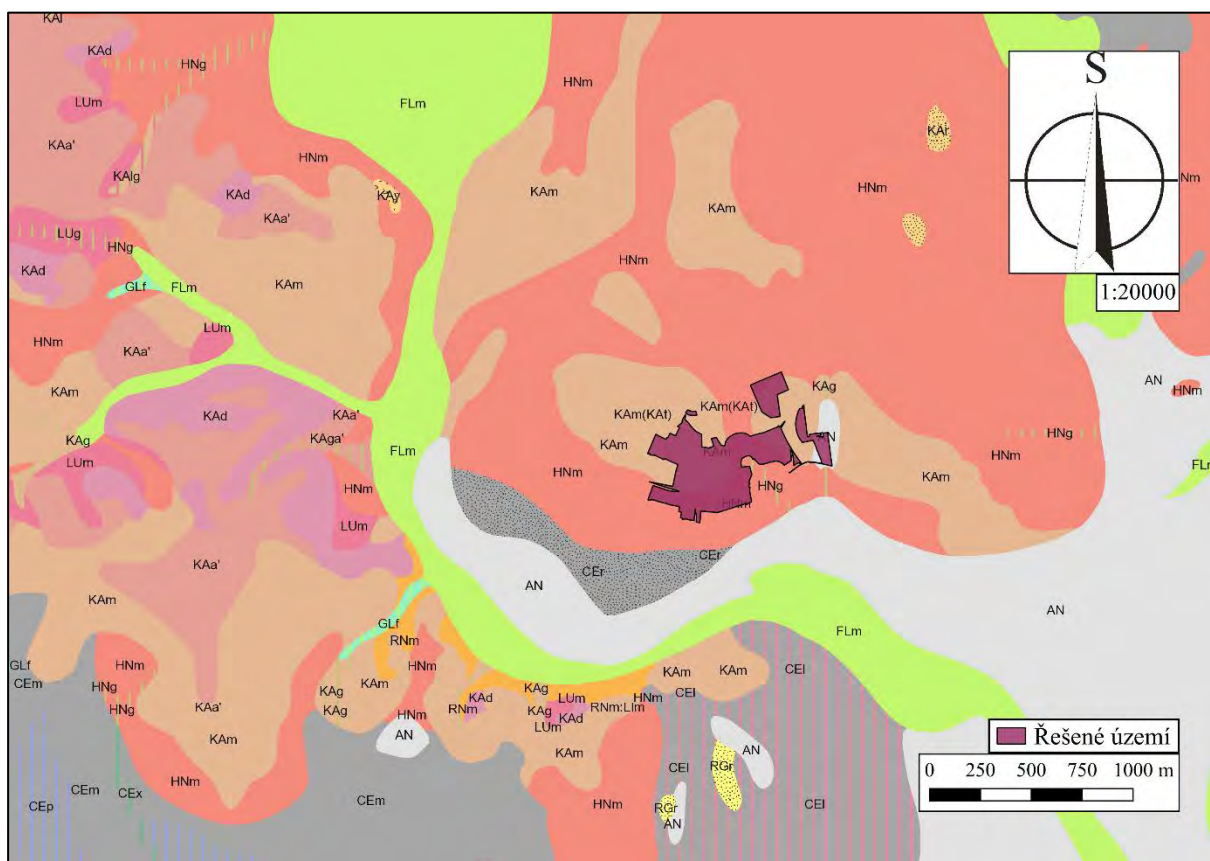 KAl
KAd
HNg
LUm
KAa'
KAlg
HNm
KAd
KAa'
KAy
LUg
HNg
KAd
GLf
FLm
KAm
LUm
HNm
KAa'
KAm
KAg
LUm
KAd
KAa'
KAga'
HNm
LUm
FLm
FLm
HNm
KAm
KAm
HNm
HNm
KAr
Nm
S
1:20000
KAm(KAt)
KAm
KAm(KAt)
KAm
KAg
AN
HNm
HNg
HNm
KAm
HNm
HNg
AN
HNm
FLm
CEr
CEr
AN
AN
FLm
KAa'
KAm
GLf
RNm
HNm
KAm
KAg
KAg
GLf
CEm
HNm
HNg
HNg
KAa'
KAm
HNm
CEm
CEx
CEp
CEm
HNm
AN
RNm
KAd
KAg
KAg
LUm
LUm
KAd
RNm:LIm
HNm
KAm
KAm
KAm
CEl
CEl
HNm
CEl
AN
RGr
RGr
AN
CEl
Řešené území
0 250 500 750 1000 m